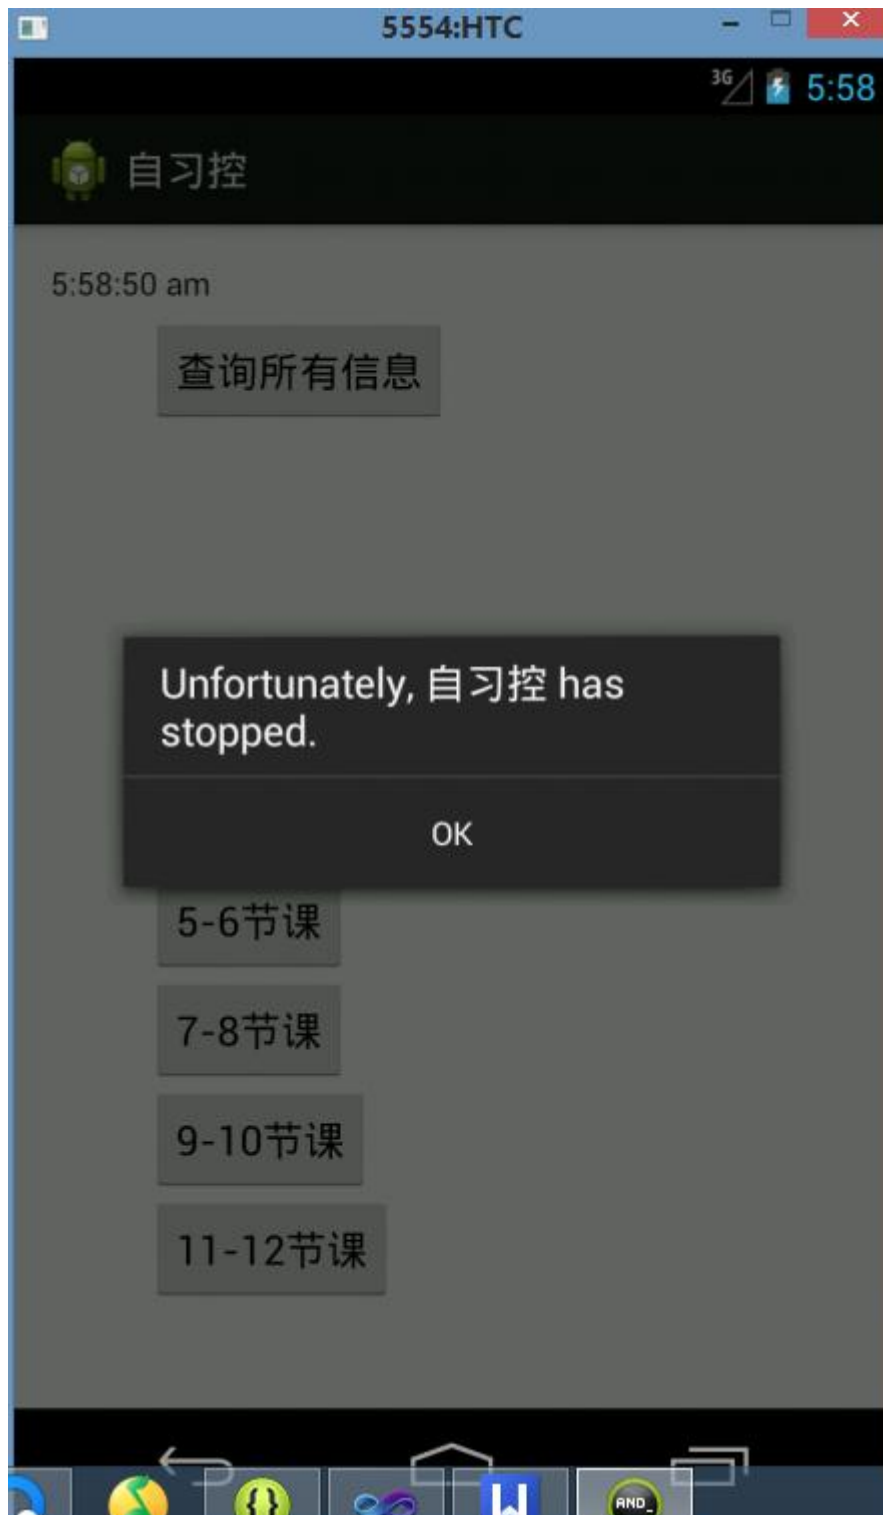 5554:HTC
3G 5:58
自习控
5:58:50 am
查询所有信息
Unfortunately, 自习控 has
stopped.
OK
5-6节课
7-8节课
9-10节课
11-12节课
{}
W
AND_